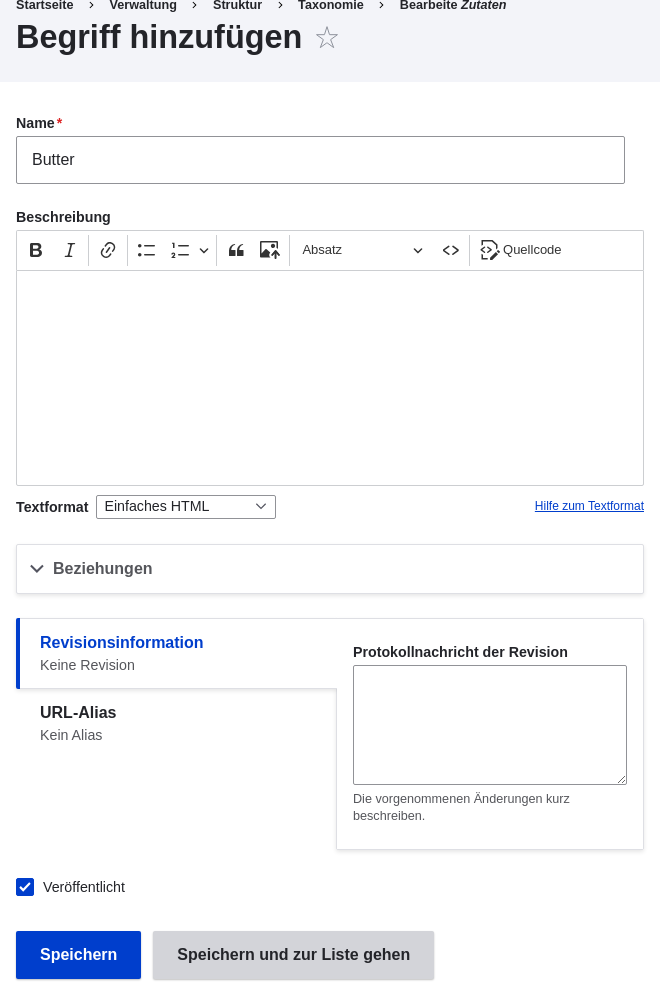 Startseite > Verwaltung > Struktur > Taxonomie > Bearbeite Zutaten
Begriff hinzufügen
Name*
Butter
Beschreibung
B I Absatz <> Quellcode
Textformat Einfaches HTML Hilfe zum Textformat
Beziehungen
Revisionsinformation
Keine Revision
URL-Alias
Kein Alias
Protokollnachricht der Revision
Die vorgenommenen Änderungen kurz
beschreiben.
Veröffentlicht
Speichern Speichern und zur Liste gehen